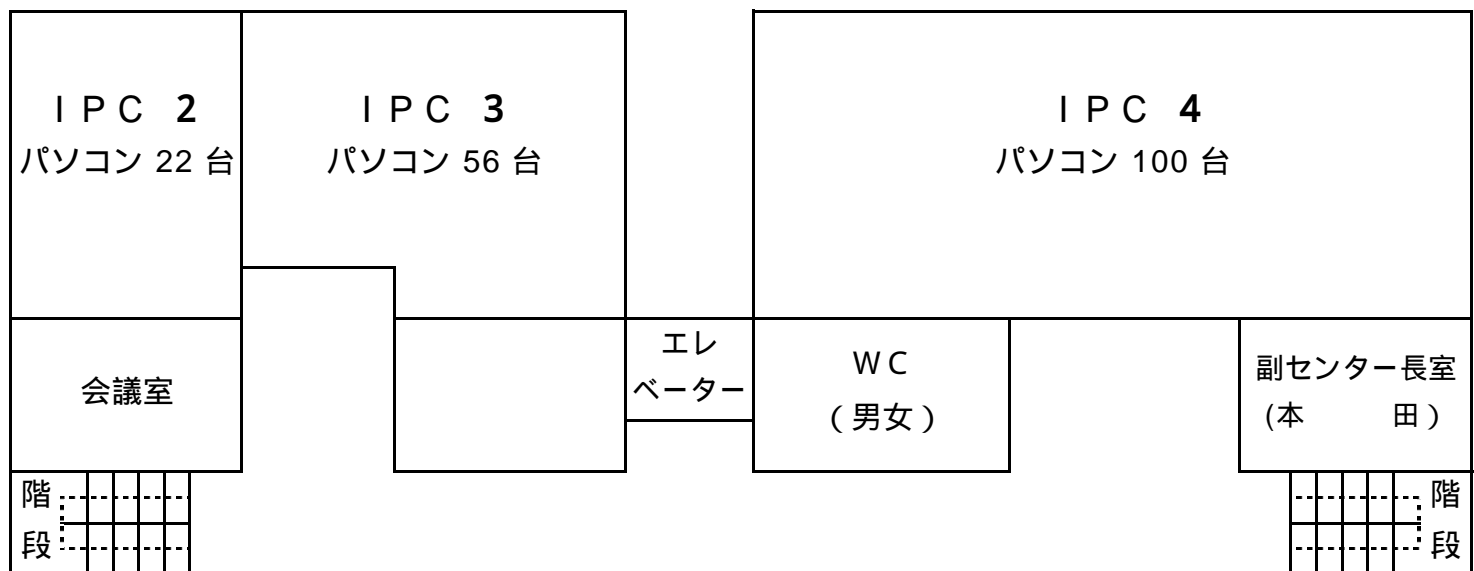 ＩＰＣ 2
パソコン 22 台
ＩＰＣ 3
パソコン 56 台
ＩＰＣ 4
パソコン 100 台
会議室
エレ
ベーター
ＷＣ
（男女）
副センター長室
(本　　田）
階
段
階
段